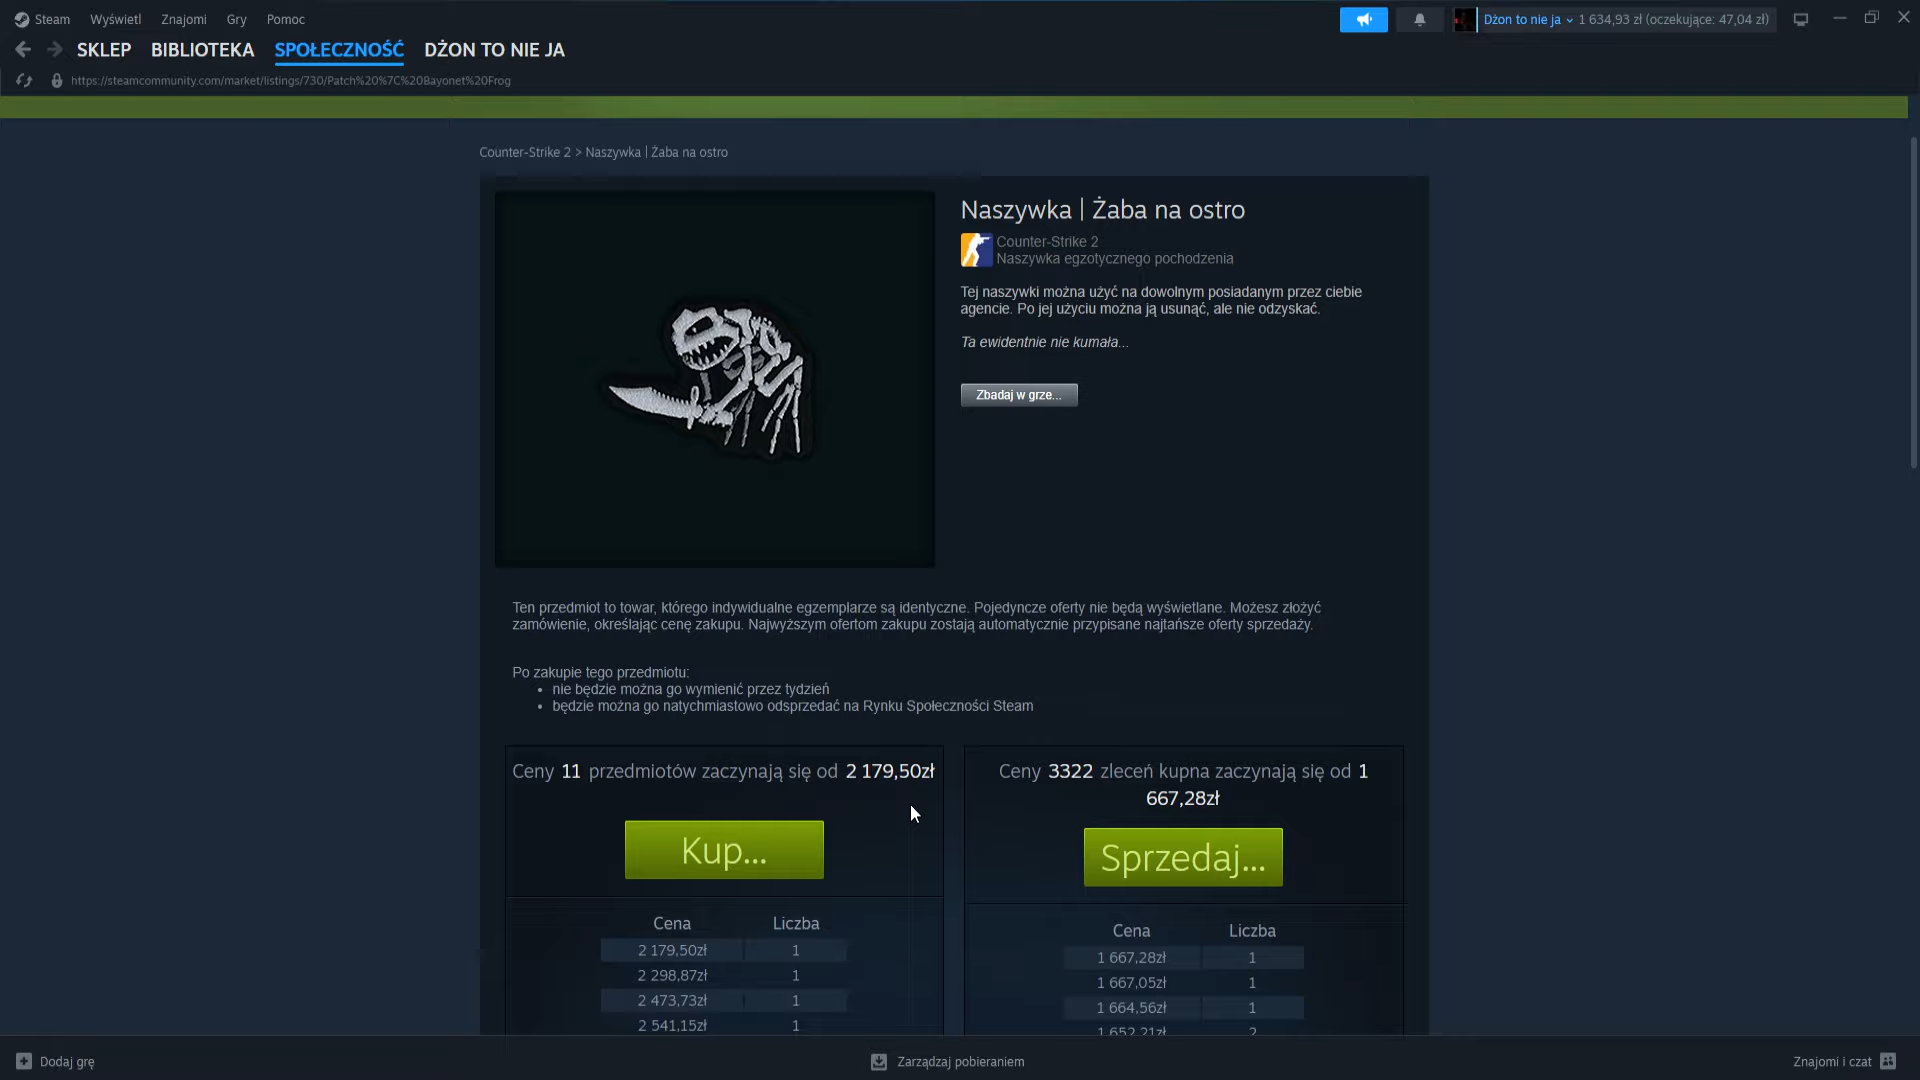 Steam Wyświetl Znajomi Gry Pomoc
Dżon to nie ja 1 634,93 zł (oczekujące: 47,04 zł)
SKLEP BIBLIOTEKA SPOŁECZNOŚĆ DŻON TO NIE JA
https://steamcommunity.com/market/listings/730/Patch%20%7C%20Bayonet%20Frog
Counter-Strike 2 > Naszywka | Żaba na ostro
Naszywka | Żaba na ostro
Counter-Strike 2
Naszywka egzotycznego pochodzenia
Tej naszywki można użyć na dowolnym posiadanym przez ciebie
agencie. Po jej użyciu można ją usunąć, ale nie odzyskać.
Ta ewidentnie nie kumała...
Zbadaj w grze...
Ten przedmiot to towar, którego indywidualne egzemplarze są identyczne. Pojedyncze oferty nie będą wyświetlane. Możesz złożyć
zamówienie, określając cenę zakupu. Najwyższym ofertom zakupu zostają automatycznie przypisane najtańsze oferty sprzedaży.
Po zakupie tego przedmiotu:
• nie będzie można go wymienić przez tydzień
• będzie można go natychmiastowo odsprzedać na Rynku Społeczności Steam
Ceny 11 przedmiotów zaczynają się od 2 179,50zł
Kup...
Cena Liczba
2 179,50zł 1
2 298,87zł 1
2 473,73zł 1
2 541,15zł 1
Ceny 3322 zleceń kupna zaczynają się od 1
667,28zł
Sprzedaj...
Cena Liczba
1 667,28zł 1
1 667,05zł 1
1 664,56zł 1
1 652,21zł 2
Dodaj grę
Zarządzaj pobieraniem
Znajomi i czat